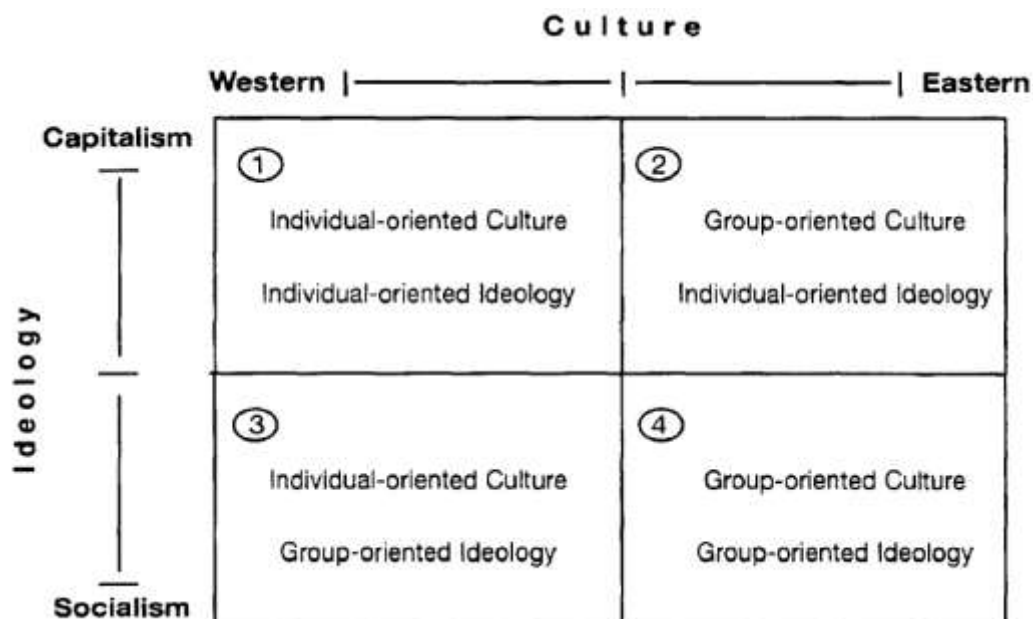 Culture
Western Eastern
Capitalism
1 2
Individual-oriented Culture Group-oriented Culture
Individual-oriented Ideology Individual-oriented Ideology
Ideology
3 4
Individual-oriented Culture Group-oriented Culture
Group-oriented Ideology Group-oriented Ideology
Socialism